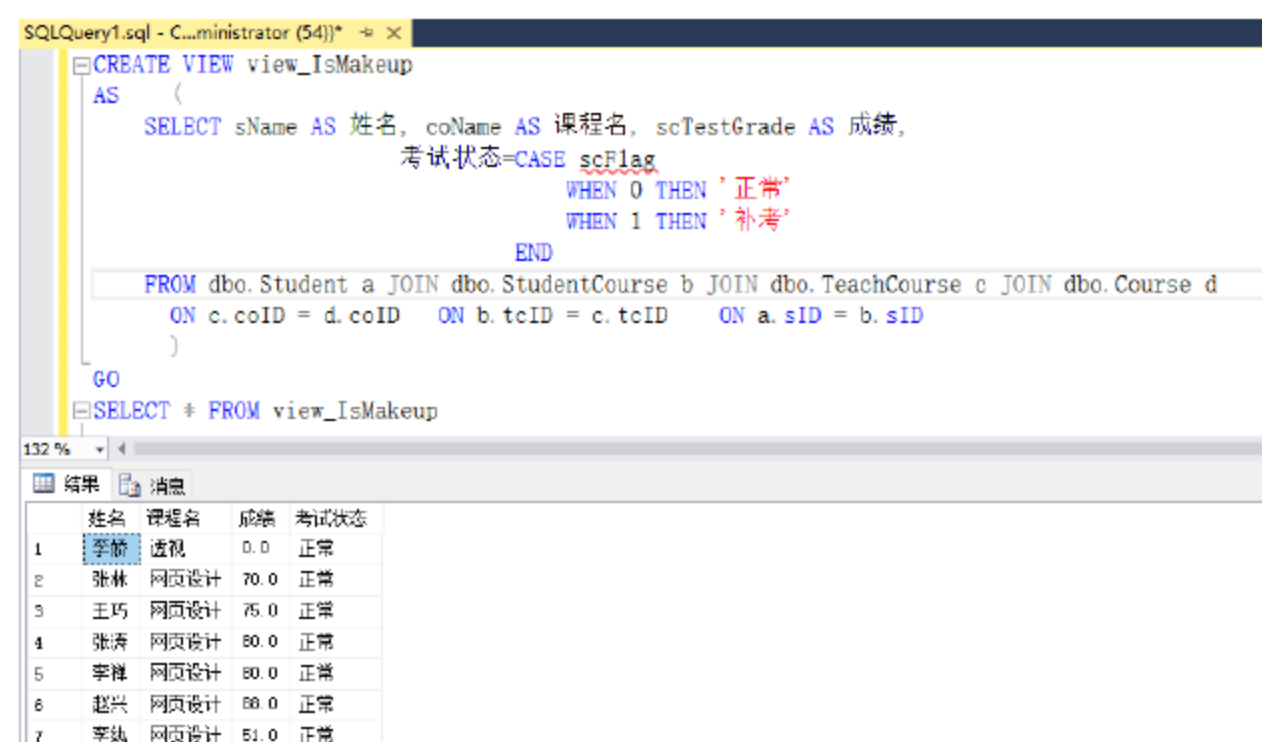 SQLQuery1.sql - C...ministrator (54))*
CREATE VIEW view_IsMakeup
AS (
SELECT sName AS 姓名, coName AS 课程名, scTestGrade AS 成绩,
考试状态=CASE scFlag
WHEN 0 THEN '正常'
WHEN 1 THEN '补考'
END
FROM dbo.Student a JOIN dbo.StudentCourse b JOIN dbo.TeachCourse c JOIN dbo.Course d
ON c.coID = d.coID ON b.tcID = c.tcID ON a.sID = b.sID
)
GO
SELECT * FROM view_IsMakeup
132 %
结果 消息
姓名 课程名 成绩 考试状态
1 李娇 透视 0.0 正常
2 张林 网页设计 70.0 正常
3 王巧 网页设计 75.0 正常
4 张涛 网页设计 80.0 正常
5 李禅 网页设计 80.0 正常
6 赵兴 网页设计 88.0 正常
7 李 网页设计 51.0 正常